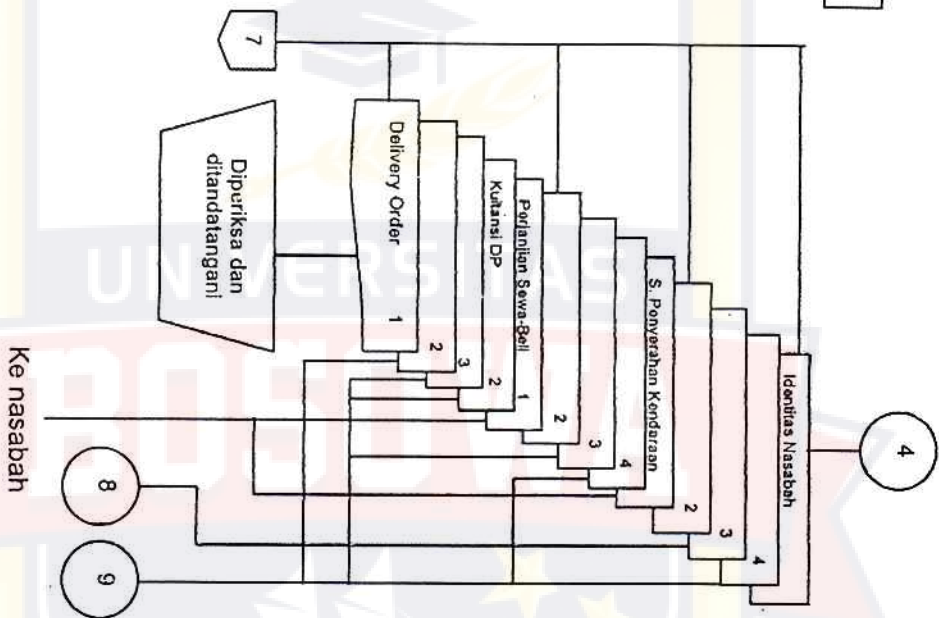 4
Identitas Nasabah
4
3
2
S. Penyerahan Kendaraan
4
3
2
Perjanjian Sewa-Beli
1
Kuitansi DP
2
3
2
Delivery Order
1
Diperiksa dan
ditandatangani
7
Ke nasabah
8
9
UNIVERSITAS
BOSOWA